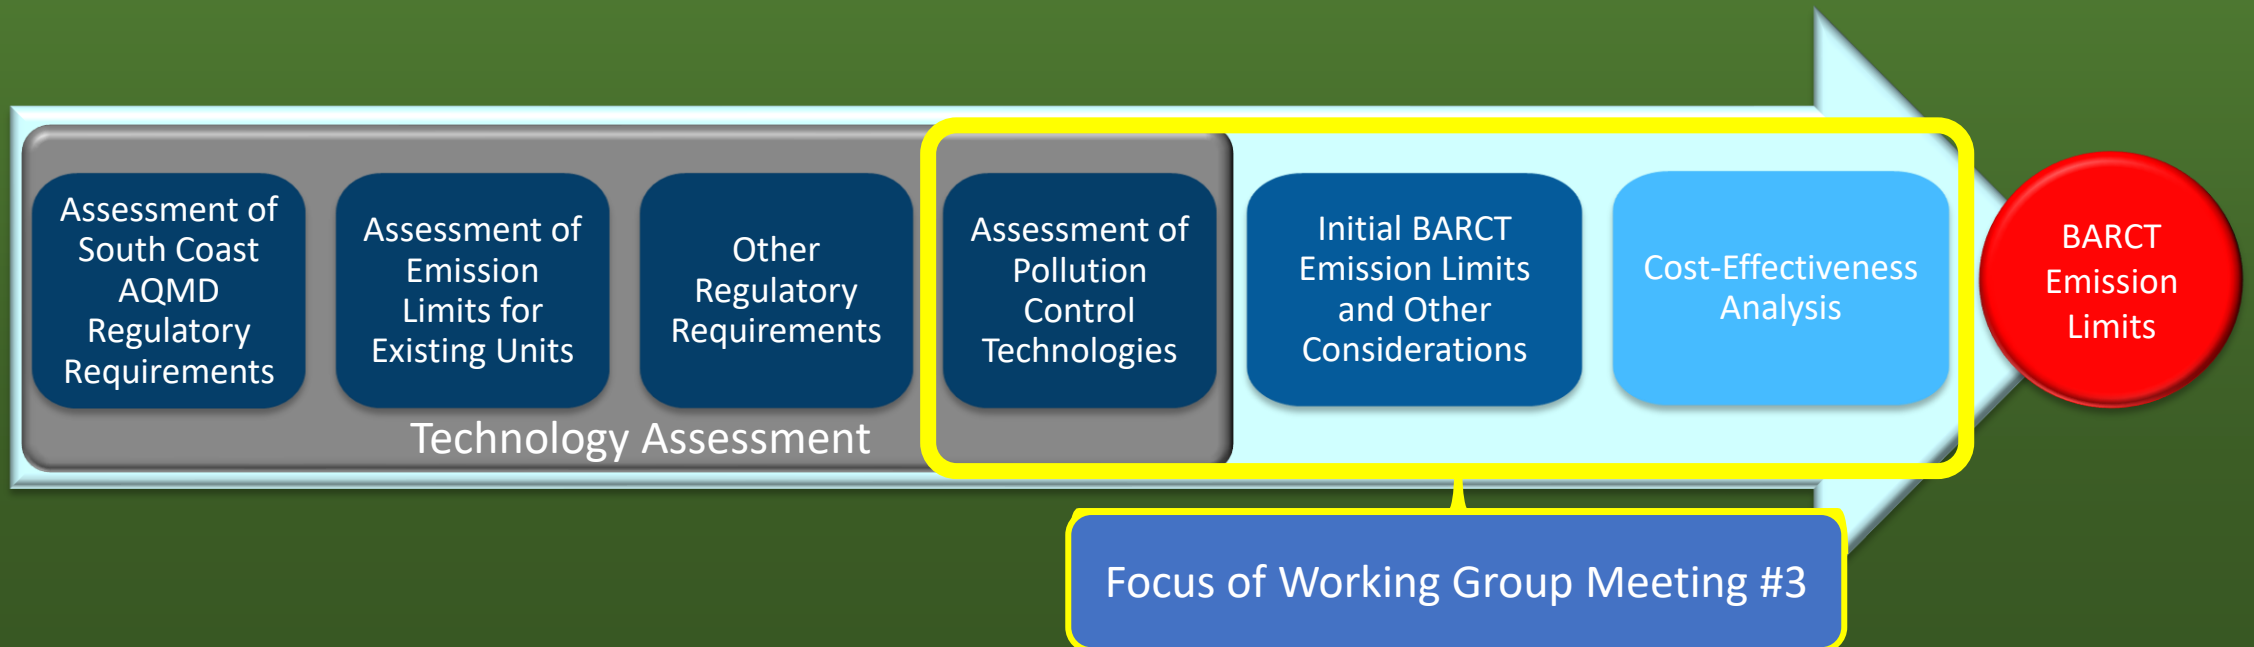 Assessment of
South Coast
AQMD
Regulatory
Requirements
Assessment of
Emission
Limits for
Existing Units
Other
Regulatory
Requirements
Assessment of
Pollution
Control
Technologies
Initial BARCT
Emission Limits
and Other
Considerations
Cost-Effectiveness
Analysis
BARCT
Emission
Limits
Technology Assessment
Focus of Working Group Meeting #3